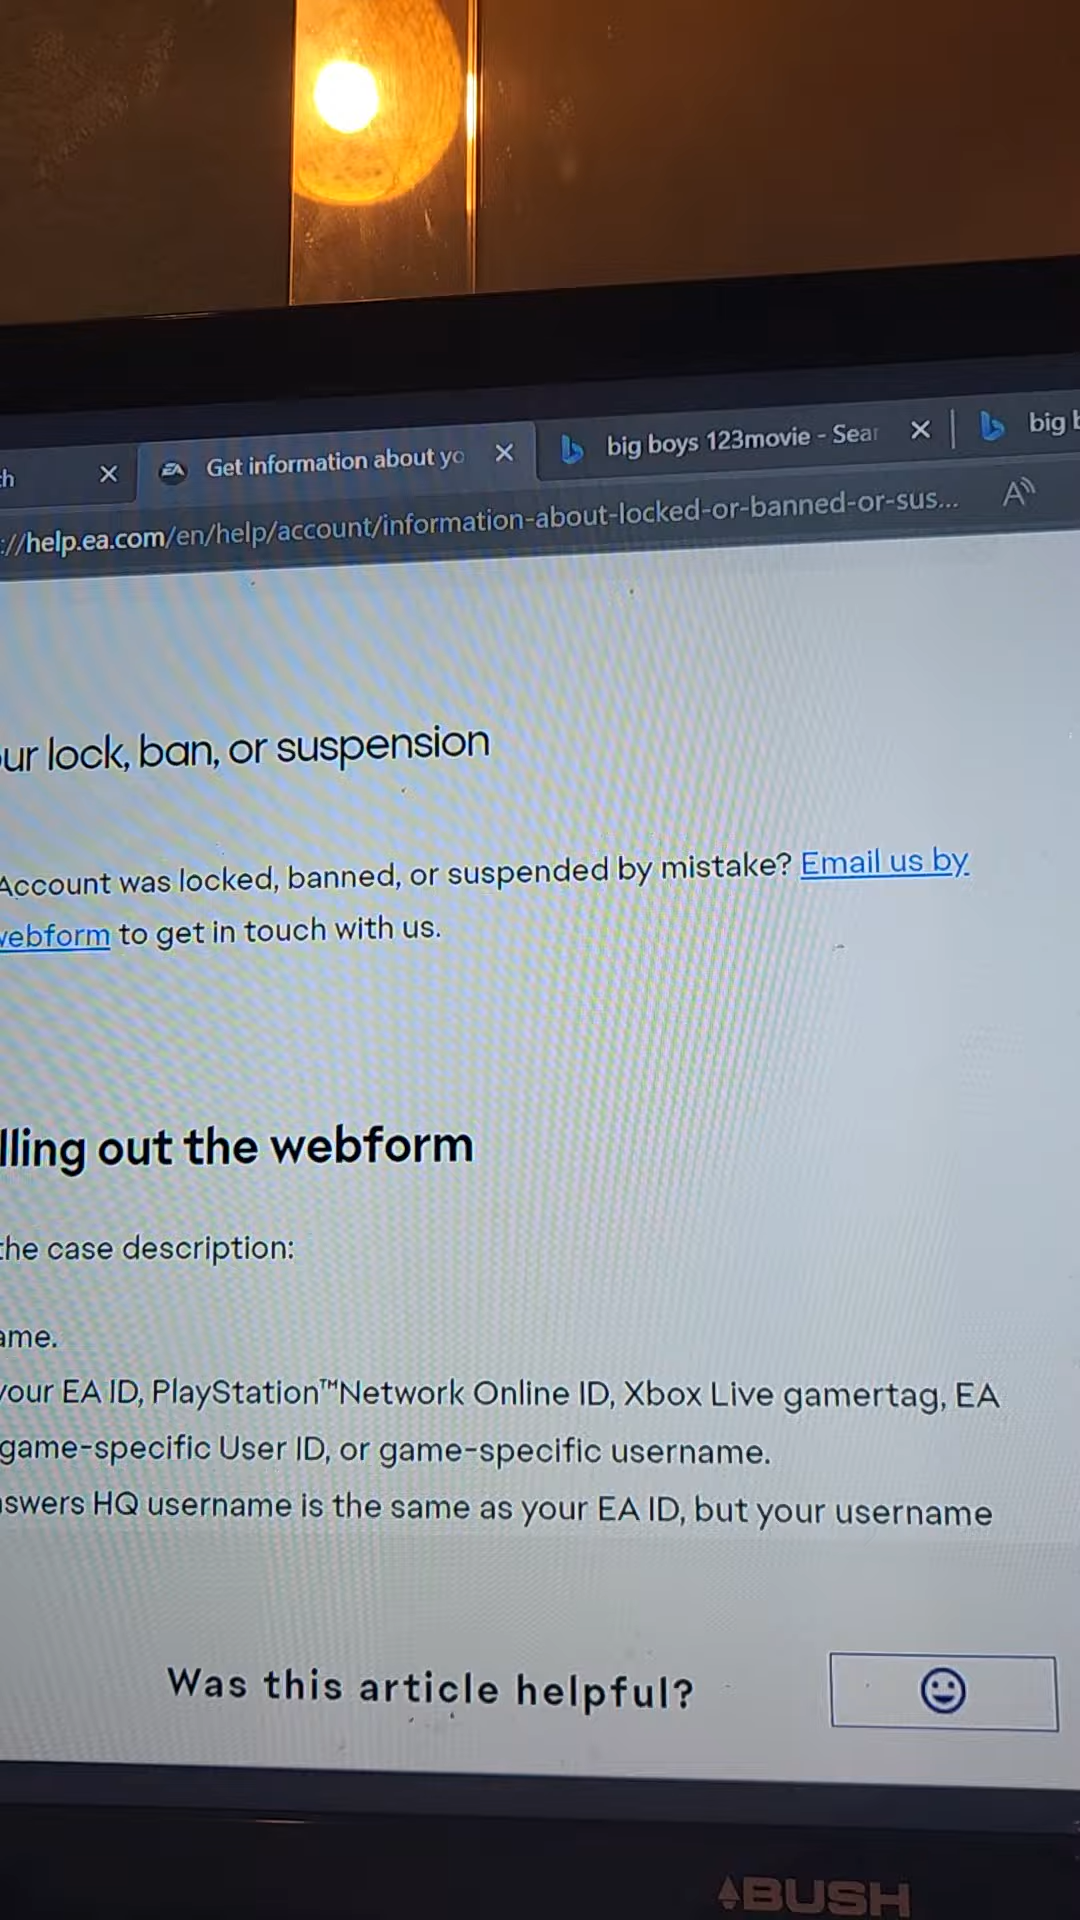 ch
Get information about yo
big boys 123movie - Sear
big b
://help.ea.com/en/help/account/information-about-locked-or-banned-or-sus...
ur lock, ban, or suspension
Account was locked, banned, or suspended by mistake? Email us by
webform to get in touch with us.
lling out the webform
the case description:
ame.
your EA ID, PlayStation™Network Online ID, Xbox Live gamertag, EA
game-specific User ID, or game-specific username.
nswers HQ username is the same as your EA ID, but your username
Was this article helpful?
BUSH